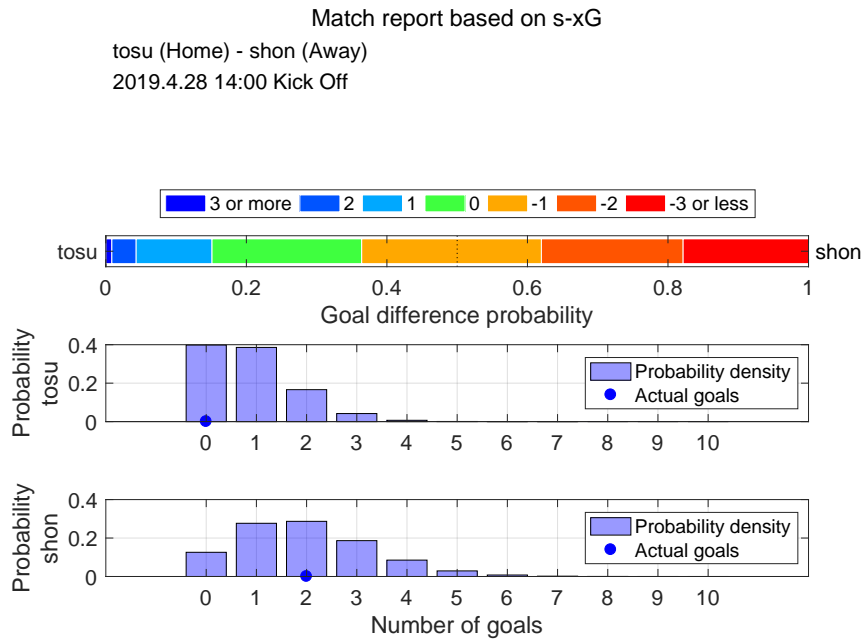 Match report based on s-xG
tosu (Home) - shon (Away)
2019.4.28 14:00 Kick Off
3 or more 2 1 0 -1 -2 -3 or less
tosu shon
0 0.2 0.4 0.6 0.8 1
Goal difference probability
Probability
tosu
0.4
0.2
0
Probability density
Actual goals
0 1 2 3 4 5 6 7 8 9 10
Probability
shon
0.4
0.2
0
Probability density
Actual goals
0 1 2 3 4 5 6 7 8 9 10
Number of goals